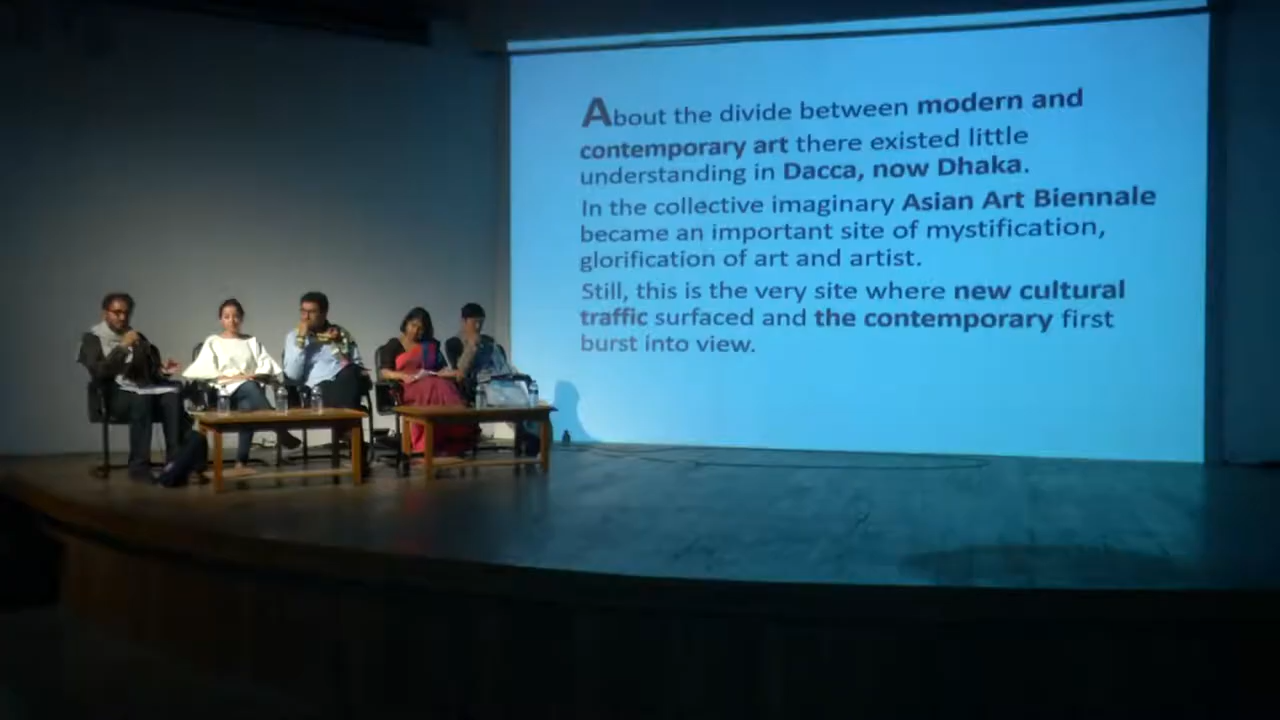 About the divide between modern and
contemporary art there existed little
understanding in Dacca, now Dhaka.
In the collective imaginary Asian Art Biennale
became an important site of mystification,
glorification of art and artist.
Still, this is the very site where new cultural
traffic surfaced and the contemporary first
burst into view.